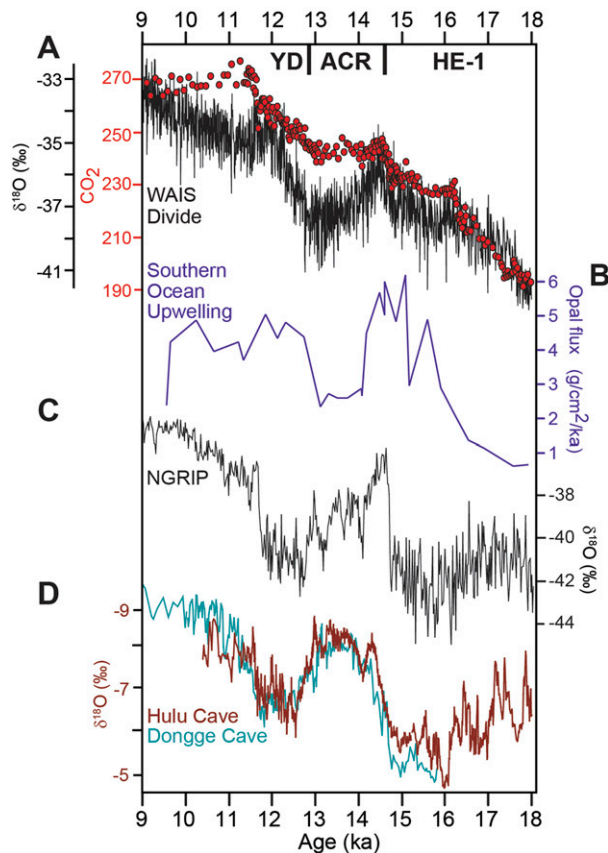 9 10 11 12 13 14 15 16 17 18
A
YD ACR HE-1
-33
-35
-37
-41
δ18O (‰)
270
250
230
210
190
CO2
WAIS
Divide
B
Southern
Ocean
Upwelling
6
5
4
3
2
1
Opal flux (g/cm2/ka)
C
NGRIP
-38
-40
-42
-44
δ18O (‰)
D
-9
-7
-5
δ18O (‰)
Hulu Cave
Dongge Cave
9 10 11 12 13 14 15 16 17 18
Age (ka)